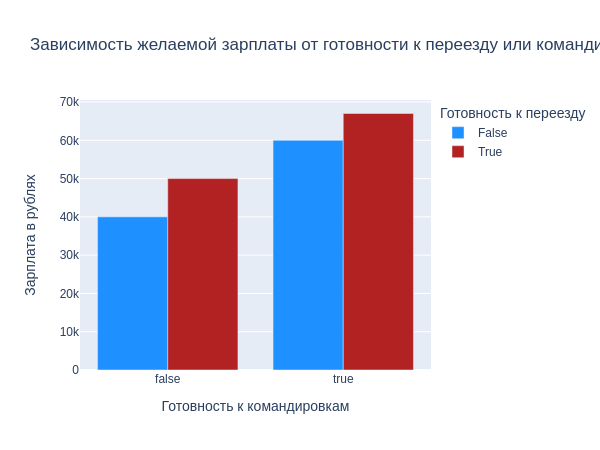 Зависимость желаемой зарплаты от готовности к переезду или
Готовность к переезду
False
True
Зарплата в рублях
70k
60k
50k
40k
30k
20k
10k
0
false
true
Готовность к командировкам